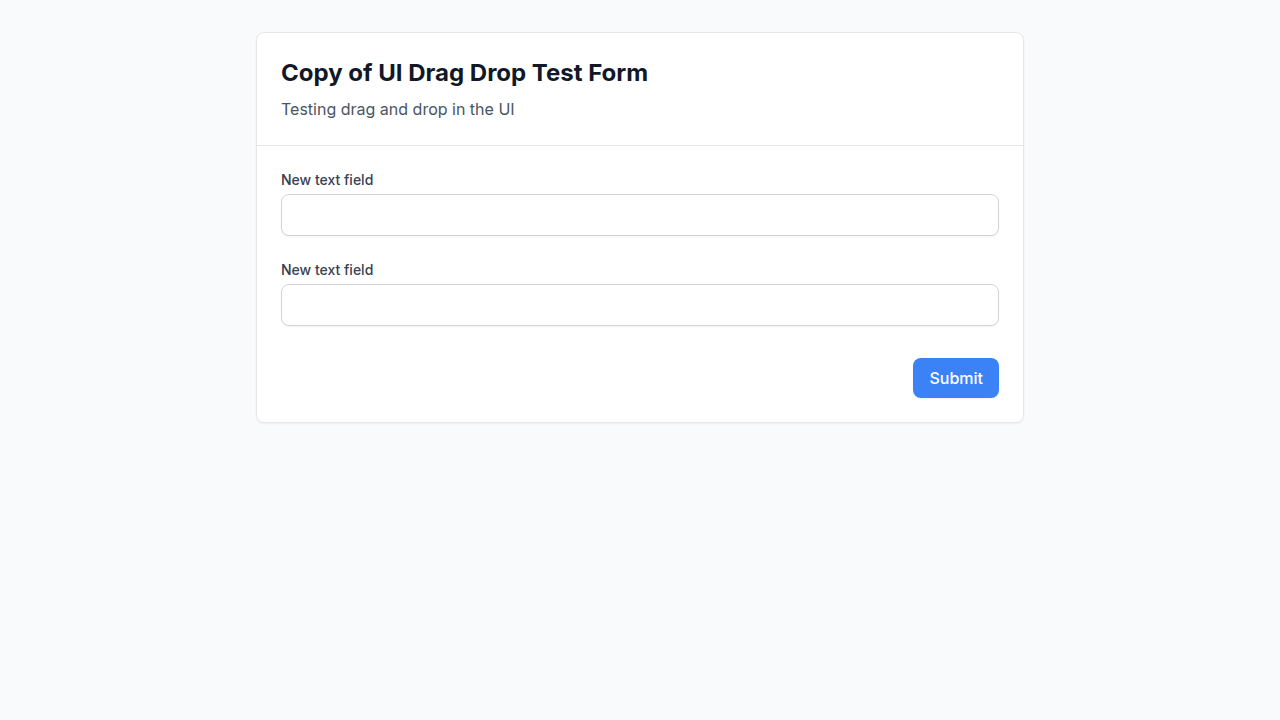 Copy of UI Drag Drop Test Form
Testing drag and drop in the UI
New text field
New text field
Submit